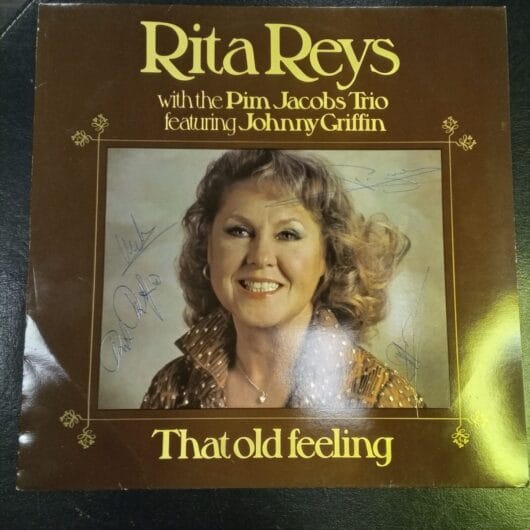 Rita Reys
with the Pim Jacobs Trio
featuring Johnny Griffin
That old feeling